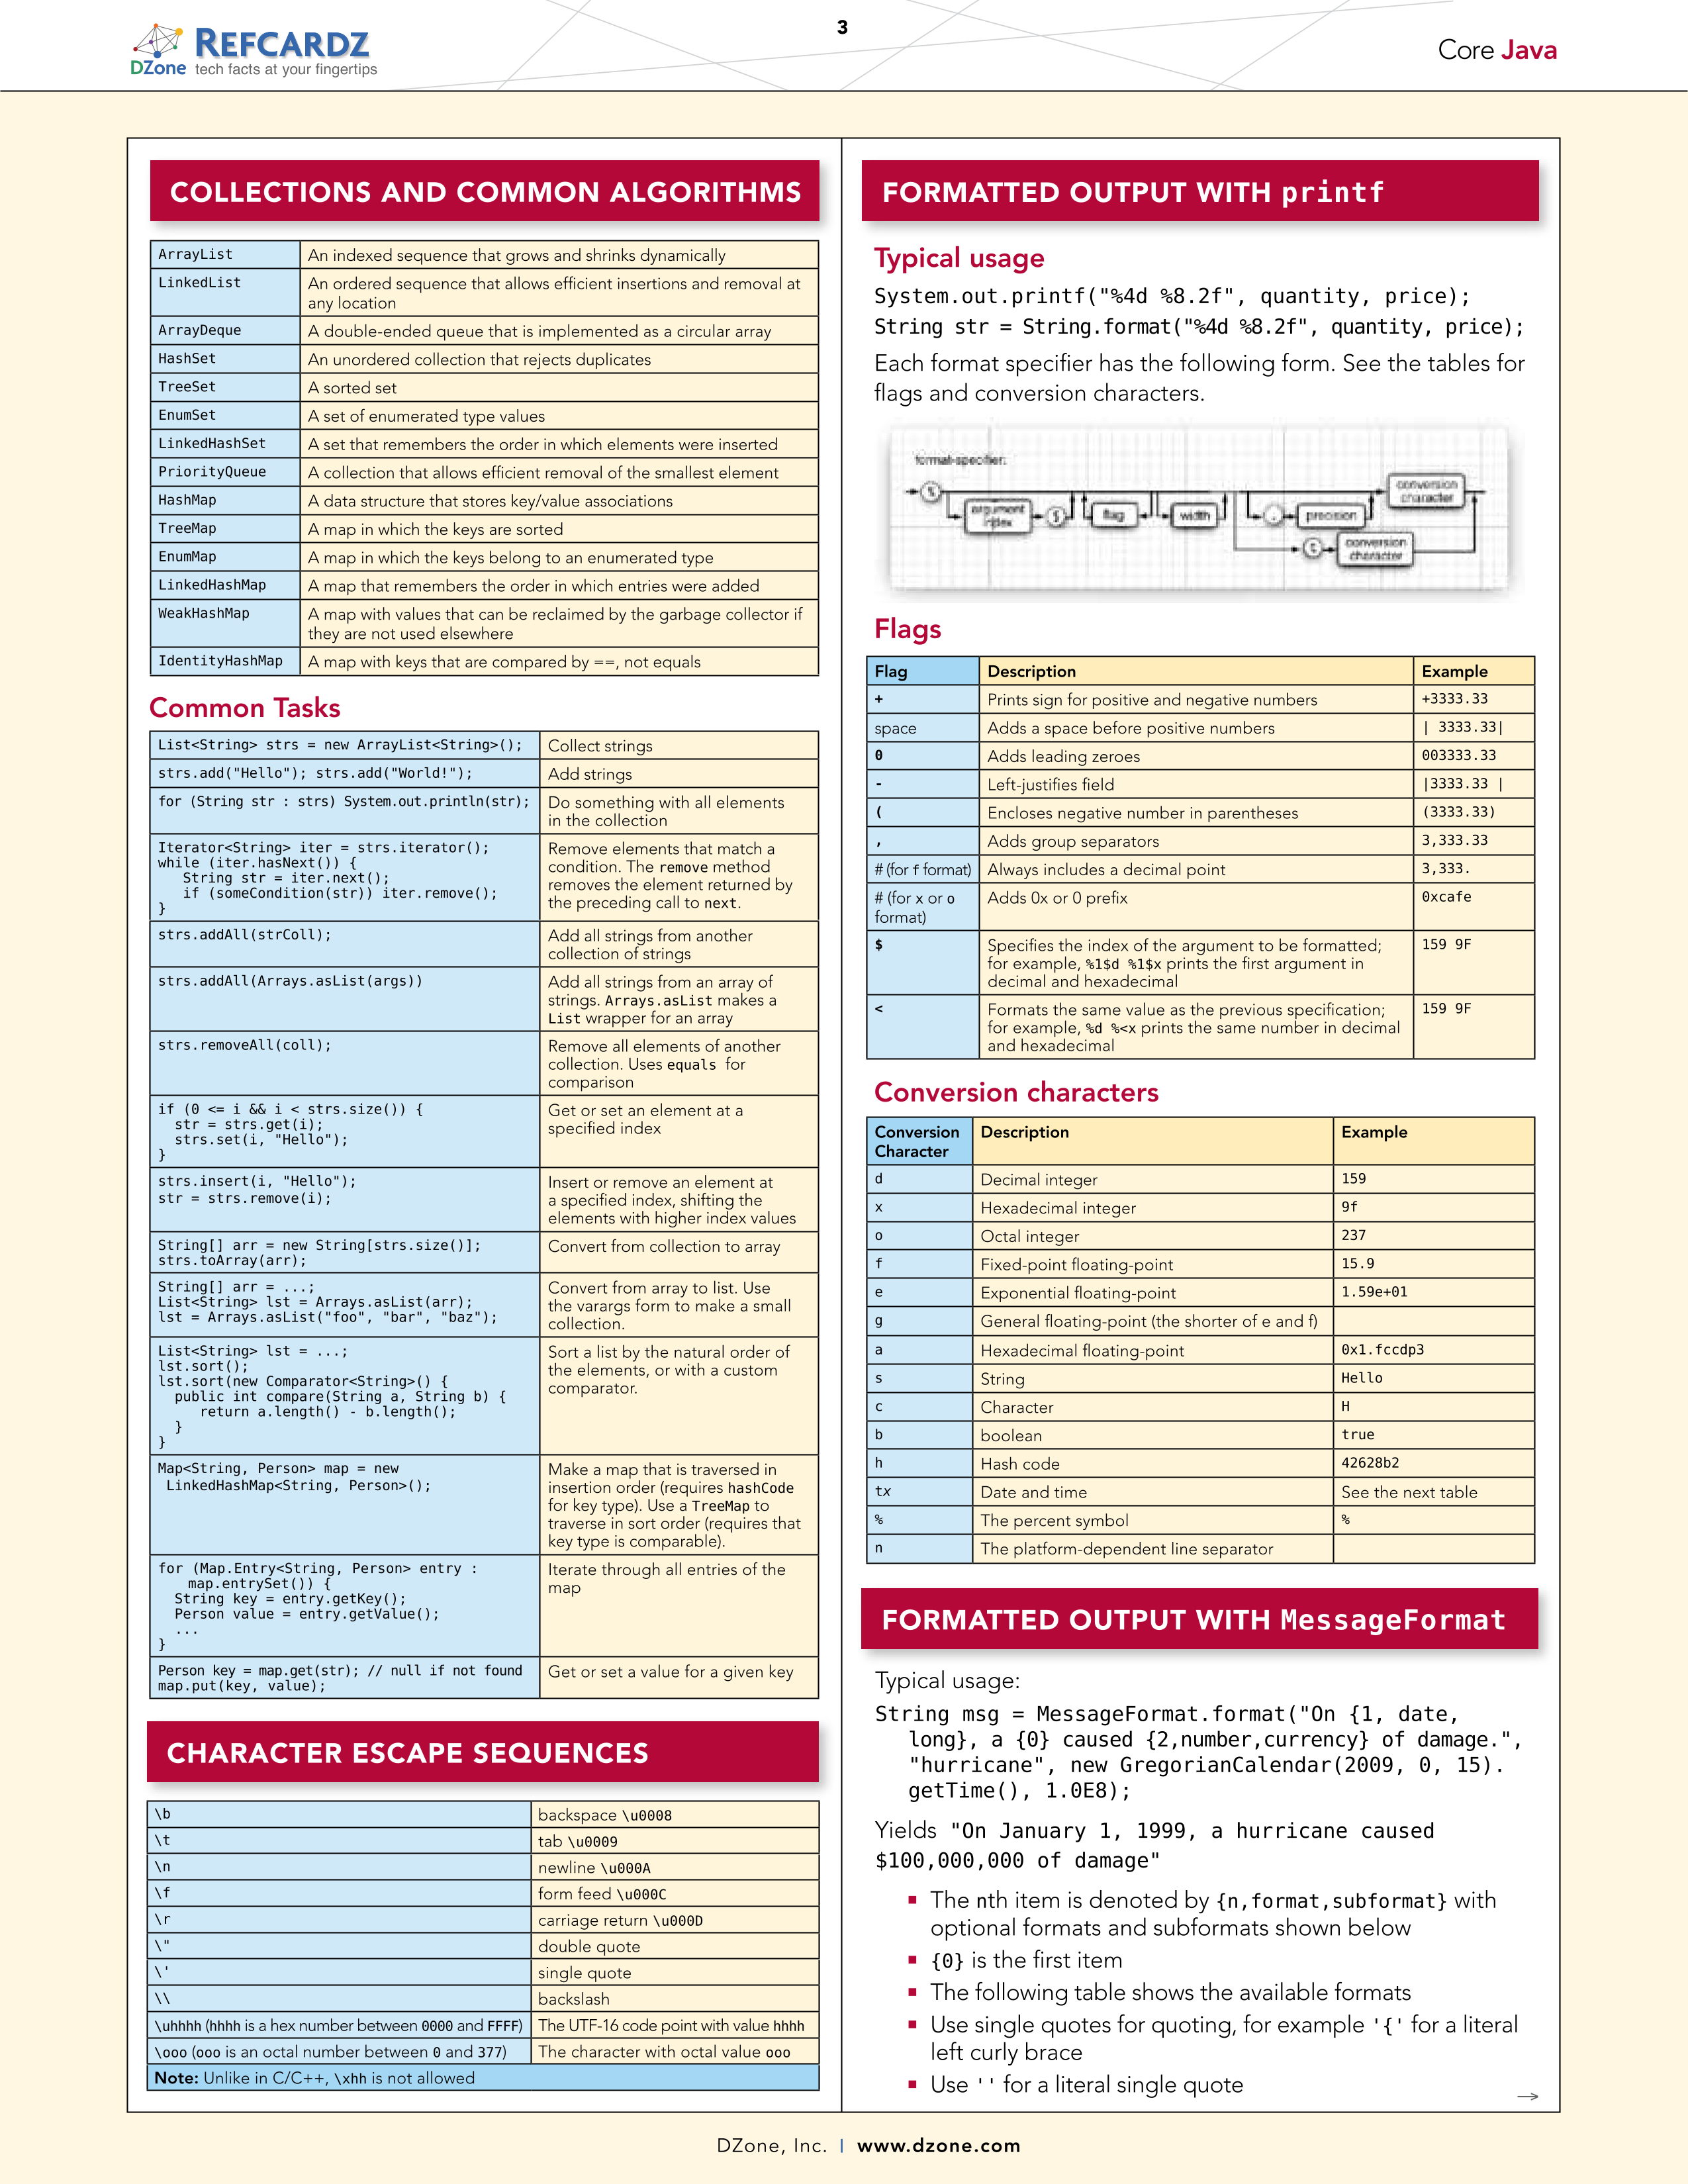 3
DZone
REFCARDZ
tech facts at your fingertips
Core Java
COLLECTIONS AND COMMON ALGORITHMS
ArrayList An indexed sequence that grows and shrinks dynamically
LinkedList An ordered sequence that allows efficient insertions and removal at
any location
ArrayDeque A double-ended queue that is implemented as a circular array
HashSet An unordered collection that rejects duplicates
TreeSet A sorted set
EnumSet A set of enumerated type values
LinkedHashSet A set that remembers the order in which elements were inserted
PriorityQueue A collection that allows efficient removal of the smallest element
HashMap A data structure that stores key/value associations
TreeMap A map in which the keys are sorted
EnumMap A map in which the keys belong to an enumerated type
LinkedHashMap A map that remembers the order in which entries were added
WeakHashMap A map with values that can be reclaimed by the garbage collector if
they are not used elsewhere
IdentityHashMap A map with keys that are compared by ==, not equals
Common Tasks
List<String> strs = new ArrayList<String>(); Collect strings
strs.add("Hello"); strs.add("World!"); Add strings
for (String str : strs) System.out.println(str); Do something with all elements
in the collection
Iterator<String> iter = strs.iterator();
while (iter.hasNext()) {
String str = iter.next();
if (someCondition(str)) iter.remove();
}
Remove elements that match a
condition. The remove method
removes the element returned by
the preceding call to next.
strs.addAll(strColl); Add all strings from another
collection of strings
strs.addAll(Arrays.asList(args)) Add all strings from an array of
strings. Arrays.asList makes a
List wrapper for an array
strs.removeAll(coll); Remove all elements of another
collection. Uses equals for
comparison
if (0 <= i && i < strs.size()) {
str = strs.get(i);
strs.set(i, "Hello");
}
Get or set an element at a
specified index
strs.insert(i, "Hello");
str = strs.remove(i);
Insert or remove an element at
a specified index, shifting the
elements with higher index values
String[] arr = new String[strs.size()];
strs.toArray(arr);
Convert from collection to array
String[] arr = ...;
List<String> lst = Arrays.asList(arr);
lst = Arrays.asList("foo", "bar", "baz");
Convert from array to list. Use
the varargs form to make a small
collection.
List<String> lst = ...;
lst.sort();
lst.sort(new Comparator<String>() {
public int compare(String a, String b) {
return a.length() - b.length();
}
}
Sort a list by the natural order of
the elements, or with a custom
comparator.
Map<String, Person> map = new
LinkedHashMap<String, Person>();
Make a map that is traversed in
insertion order (requires hashCode
for key type). Use a TreeMap to
traverse in sort order (requires that
key type is comparable).
for (Map.Entry<String, Person> entry :
map.entrySet()) {
String key = entry.getKey();
Person value = entry.getValue();
...
}
Iterate through all entries of the
map
Person key = map.get(str); // null if not found
map.put(key, value);
Get or set a value for a given key
CHARACTER ESCAPE SEQUENCES
\b backspace \u0008
\t tab \u0009
\n newline \u000A
\f form feed \u000C
\r carriage return \u000D
\" double quote
\' single quote
\\ backslash
\uhhhh (hhhh is a hex number between 0000 and FFFF) The UTF-16 code point with value hhhh
\ooo (ooo is an octal number between 0 and 377) The character with octal value ooo
Note: Unlike in C/C++, \xhh is not allowed
FORMATTED OUTPUT WITH printf
Typical usage
System.out.printf("%4d %8.2f", quantity, price);
String str = String.format("%4d %8.2f", quantity, price);
Each format specifier has the following form. See the tables for
flags and conversion characters.
format-specifier:
%
argument
index
$
flag
width
.
precision
conversion
character
t
conversion
character
Flags
Flag Description Example
+ Prints sign for positive and negative numbers +3333.33
space Adds a space before positive numbers | 3333.33|
0 Adds leading zeroes 003333.33
- Left-justifies field |3333.33 |
( Encloses negative number in parentheses (3333.33)
, Adds group separators 3,333.33
# (for f format) Always includes a decimal point 3,333.
# (for x or o
format)
Adds 0x or 0 prefix 0xcafe
$ Specifies the index of the argument to be formatted; 159 9F
for example, %1$d %1$x prints the first argument in
decimal and hexadecimal
< Formats the same value as the previous specification; 159 9F
for example, %d %<x prints the same number in decimal
and hexadecimal
Conversion characters
Conversion
Character
Description Example
d Decimal integer 159
x Hexadecimal integer 9f
o Octal integer 237
f Fixed-point floating-point 15.9
e Exponential floating-point 1.59e+01
g General floating-point (the shorter of e and f)
a Hexadecimal floating-point 0x1.fccdp3
s String Hello
c Character H
b boolean true
h Hash code 42628b2
tx Date and time See the next table
% The percent symbol %
n The platform-dependent line separator
FORMATTED OUTPUT WITH MessageFormat
Typical usage:
String msg = MessageFormat.format("On {1, date,
long}, a {0} caused {2,number,currency} of damage.",
"hurricane", new GregorianCalendar(2009, 0, 15).
getTime(), 1.0E8);
Yields "On January 1, 1999, a hurricane caused
$100,000,000 of damage"
■ The nth item is denoted by {n,format,subformat} with
optional formats and subformats shown below
■ {0} is the first item
■ The following table shows the available formats
■ Use single quotes for quoting, for example '{' for a literal
left curly brace
■ Use '' for a literal single quote
→
DZone, Inc. | www.dzone.com